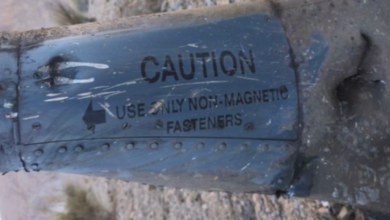 CAUTION
USE ONLY NON-MAGNETIC
FASTENERS